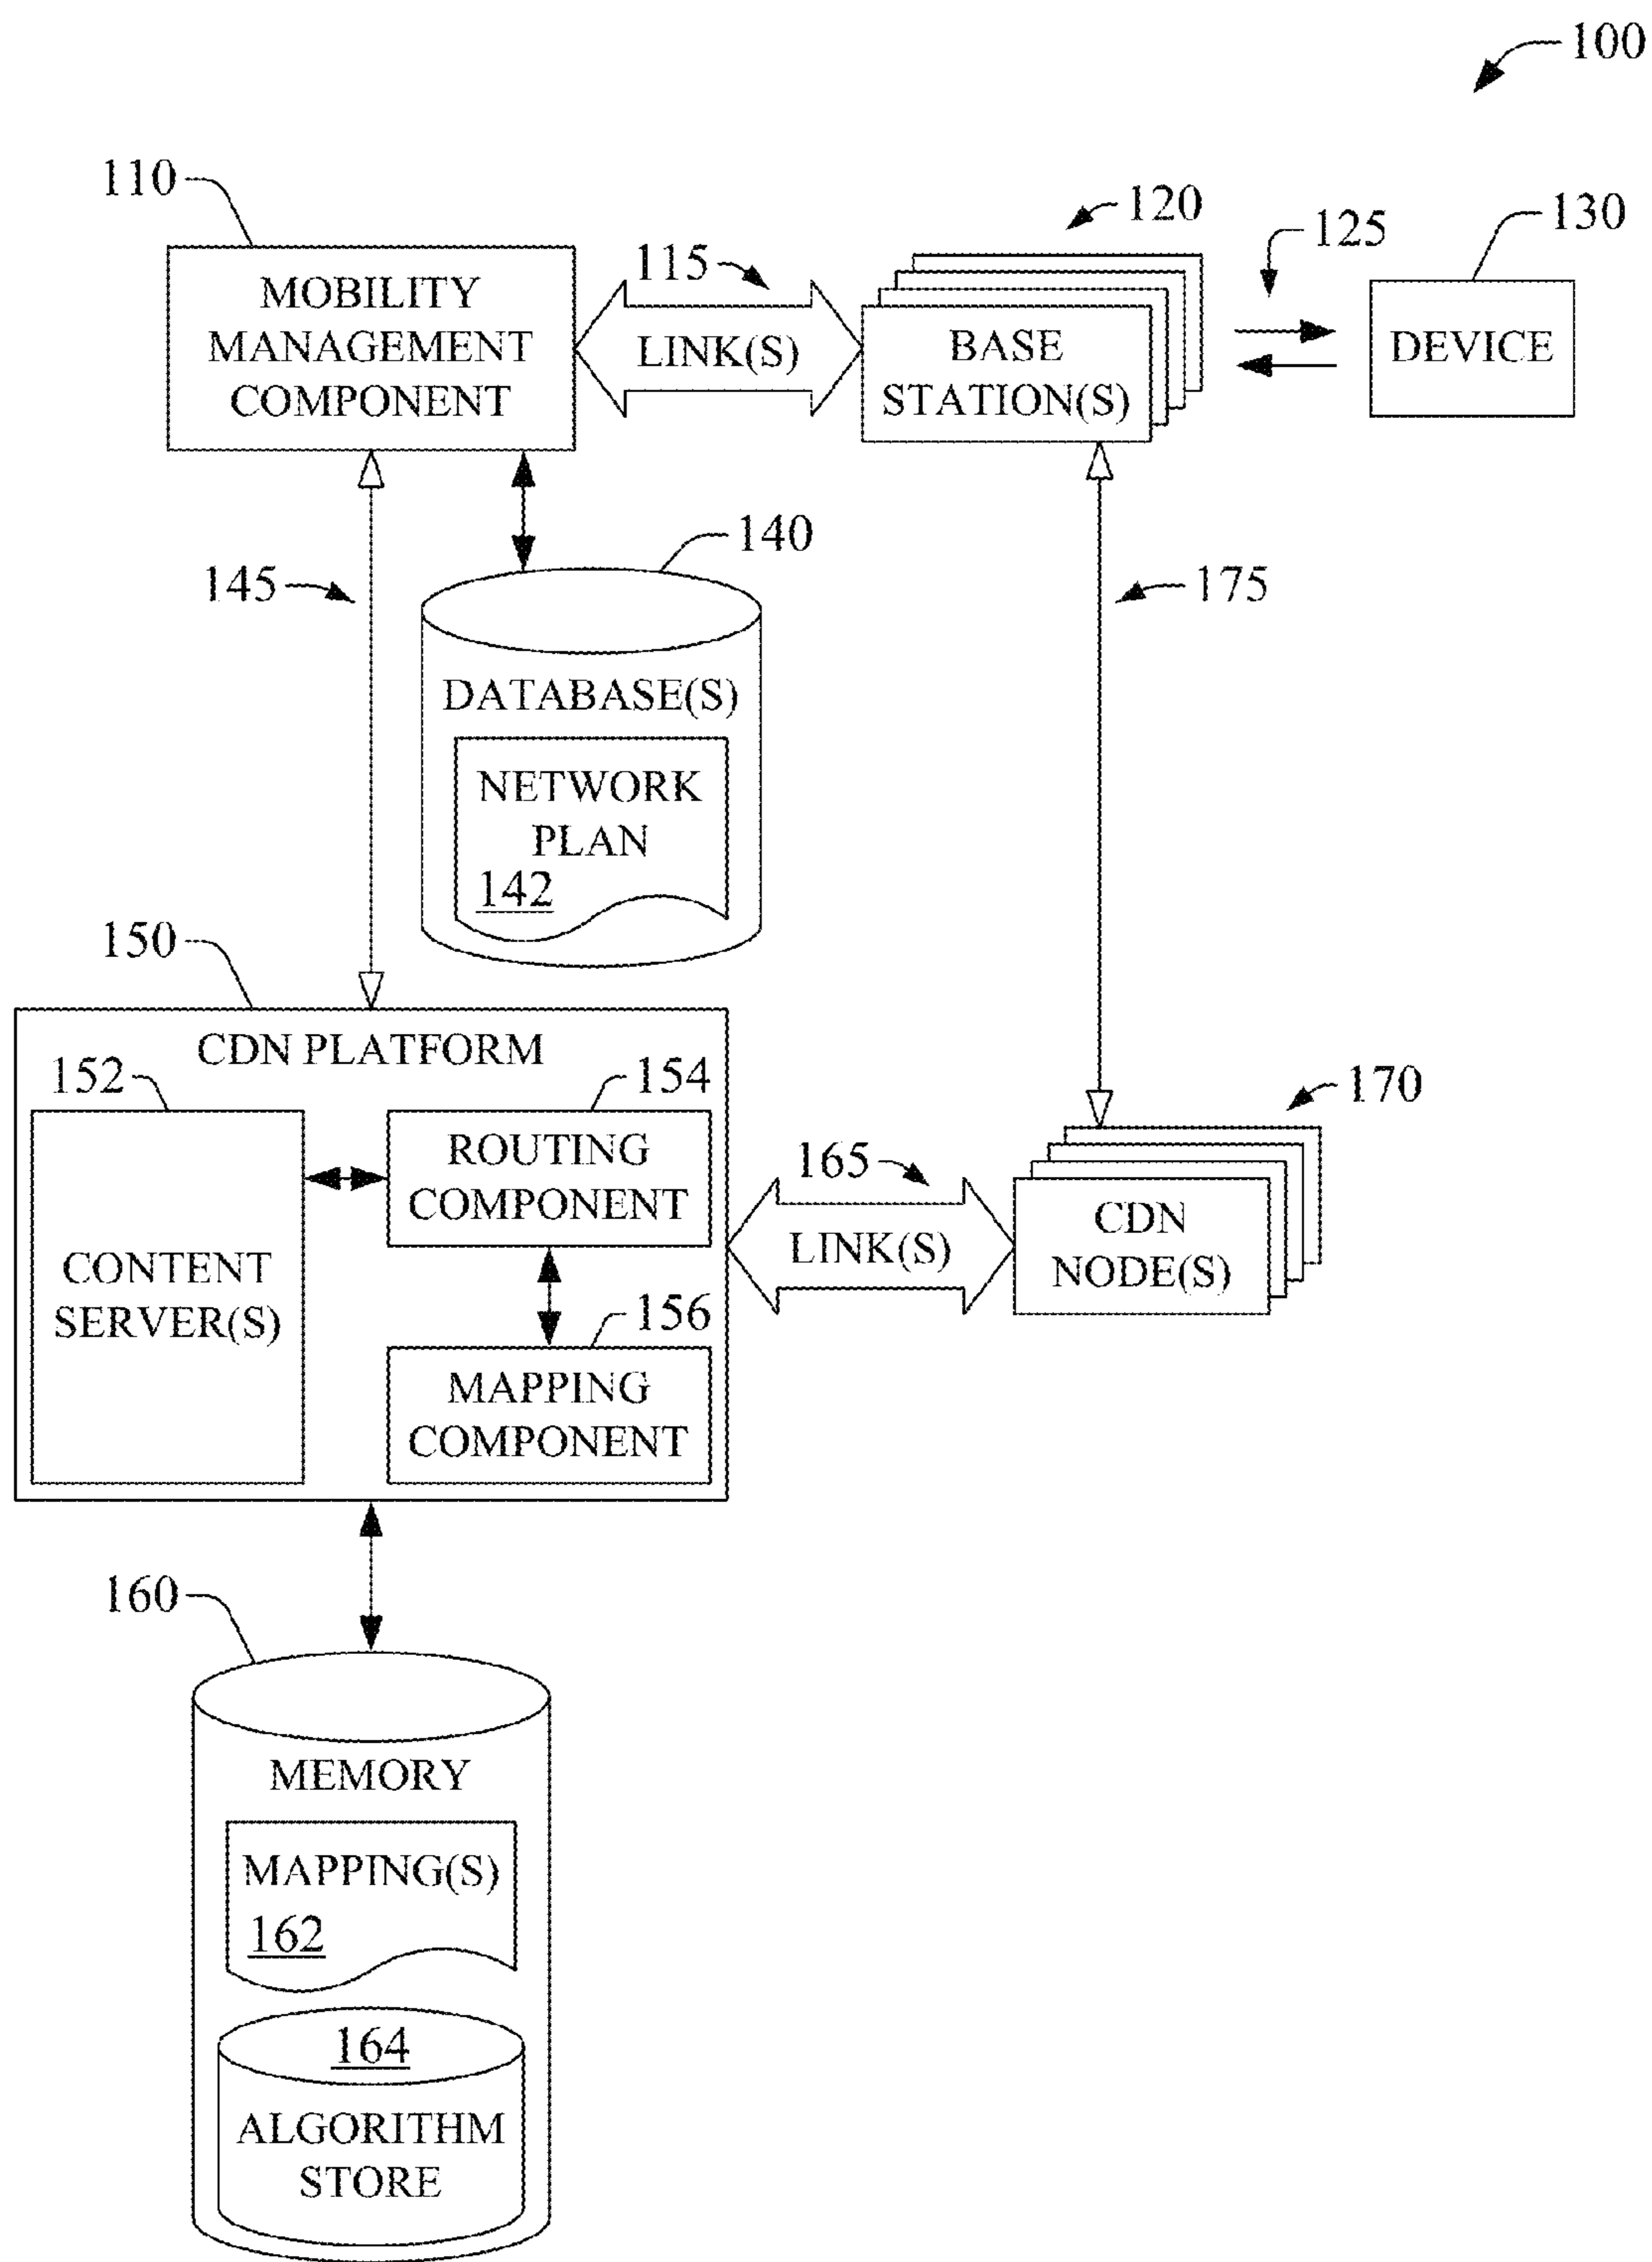 100
110
120
125
130
115
MOBILITY
MANAGEMENT
COMPONENT
LINK(S)
BASE
STATION(S)
DEVICE
140
145
175
DATABASE(S)
NETWORK
PLAN
142
150
CDN PLATFORM
152
154
170
ROUTING
COMPONENT
165
CONTENT
SERVER(S)
LINK(S)
CDN
NODE(S)
156
MAPPING
COMPONENT
160
MEMORY
MAPPING(S)
162
164
ALGORITHM
STORE